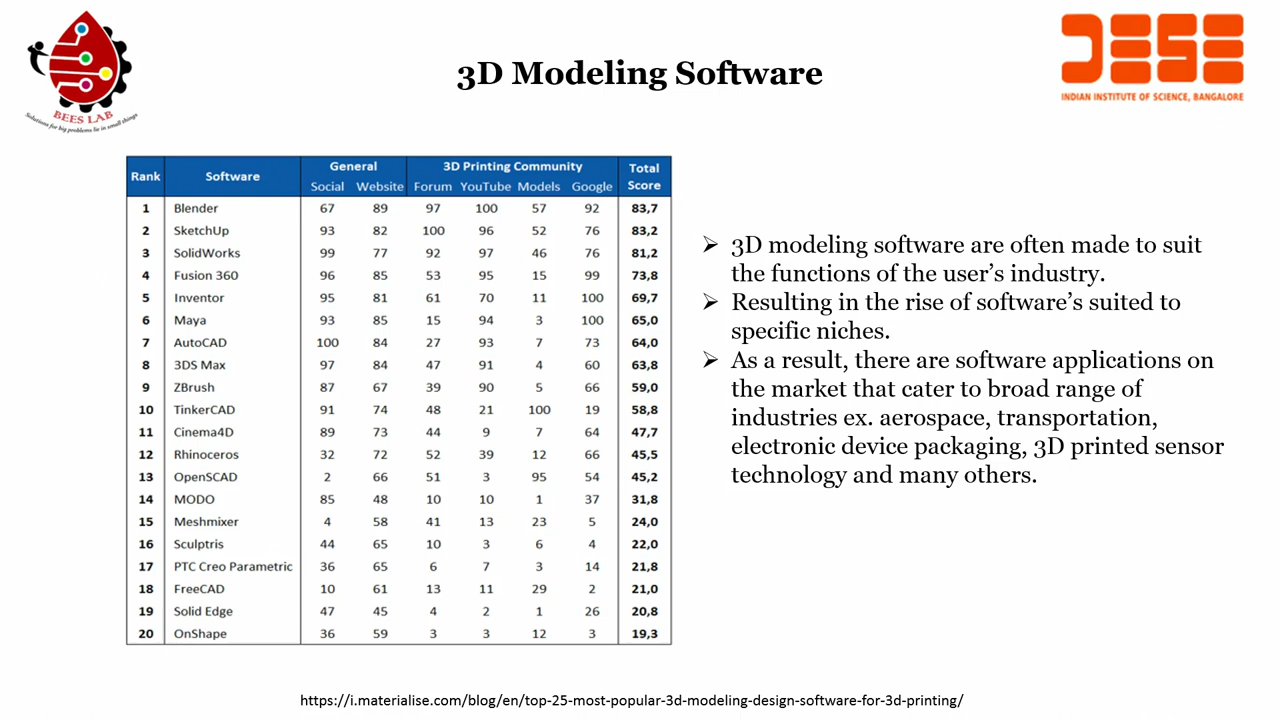 BEES LAB
Solutions for big problems lie in small things
DESE
INDIAN INSTITUTE OF SCIENCE, BANGALORE
3D Modeling Software
Rank Software General 3D Printing Community Total Score
Social Website Forum YouTube Models Google
1 Blender 67 89 97 100 57 92 83,7
2 SketchUp 93 82 100 96 52 76 83,2
3 SolidWorks 99 77 92 97 46 76 81,2
4 Fusion 360 96 85 53 95 15 99 73,8
5 Inventor 95 81 61 70 11 100 69,7
6 Maya 93 85 15 94 3 100 65,0
7 AutoCAD 100 84 27 93 7 73 64,0
8 3DS Max 97 84 47 91 4 60 63,8
9 ZBrush 87 67 39 90 5 66 59,0
10 TinkerCAD 91 74 48 21 100 19 58,8
11 Cinema4D 89 73 44 9 7 64 47,7
12 Rhinoceros 32 72 52 39 12 66 45,5
13 OpenSCAD 2 66 51 3 95 54 45,2
14 MODO 85 48 10 10 1 37 31,8
15 Meshmixer 4 58 41 13 23 5 24,0
16 Sculptris 44 65 10 3 6 4 22,0
17 PTC Creo Parametric 36 65 6 7 3 14 21,8
18 FreeCAD 10 61 13 11 29 2 21,0
19 Solid Edge 47 45 4 2 1 26 20,8
20 OnShape 36 59 3 3 12 3 19,3
➢ 3D modeling software are often made to suit
the functions of the user’s industry.
➢ Resulting in the rise of software’s suited to
specific niches.
➢ As a result, there are software applications on
the market that cater to broad range of
industries ex. aerospace, transportation,
electronic device packaging, 3D printed sensor
technology and many others.
https://i.materialise.com/blog/en/top-25-most-popular-3d-modeling-design-software-for-3d-printing/